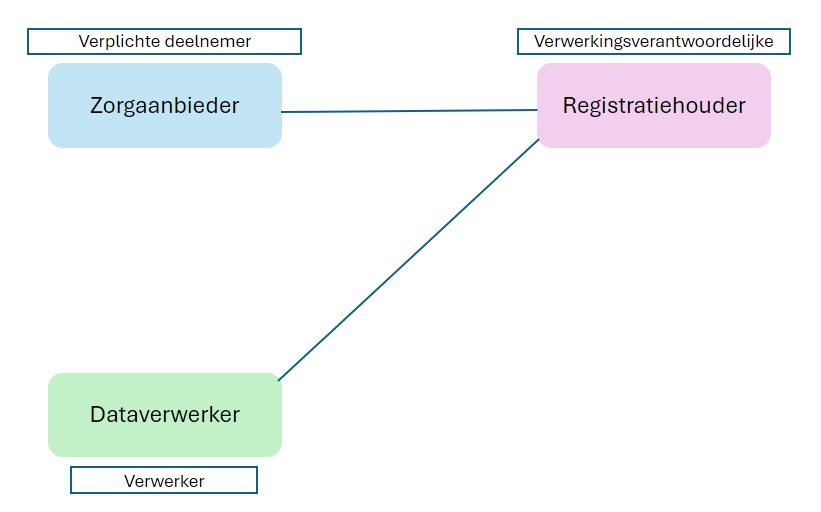 Verplichte deelnemer
Verwerkingsverantwoordelijke
Zorgaanbieder
Registratiehouder
Dataverwerker
Verwerker